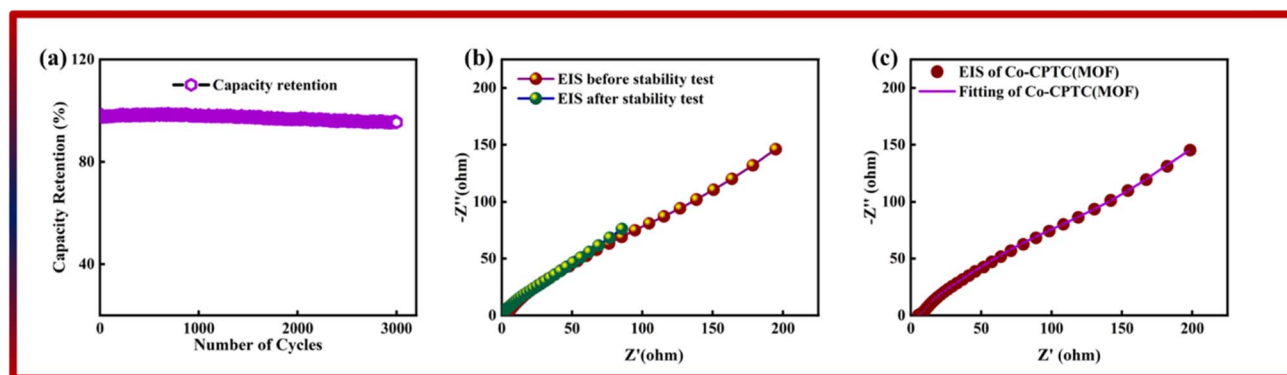 (a)
120
80
40
Capacity Retention (%)
Capacity retention
0 1000 2000 3000
Number of Cycles
(b)
200
150
100
50
0
-Z''(ohm)
EIS before stability test
EIS after stability test
0 50 100 150 200
Z'(ohm)
(c)
200
150
100
50
0
-Z'' (ohm)
EIS of Co-CPTC(MOF)
Fitting of Co-CPTC(MOF)
0 50 100 150 200
Z' (ohm)